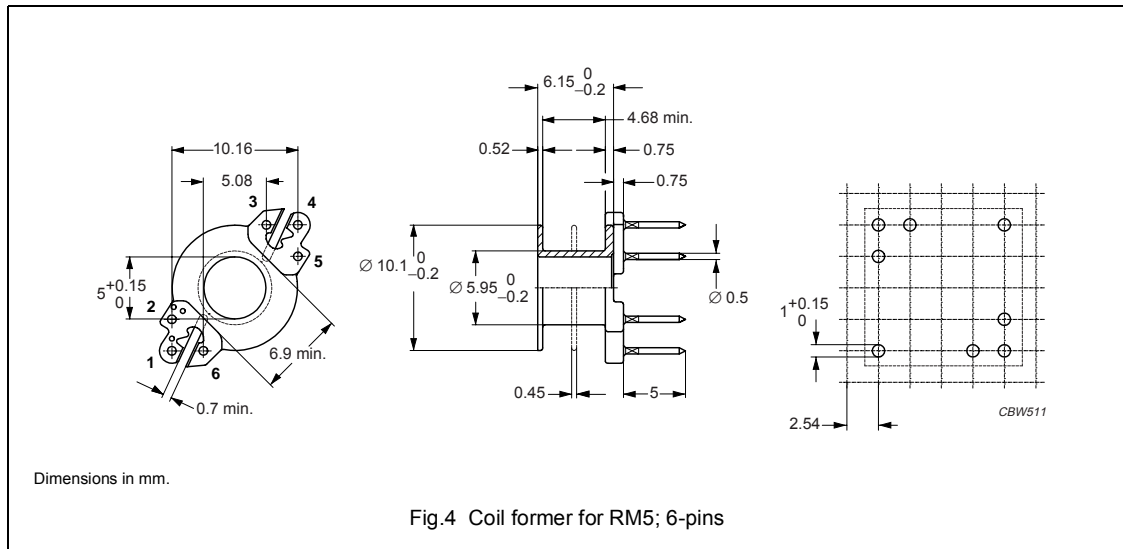 10.16
5.08
3
4
5
5 +0.15 0
2
1
6
6.9 min.
0.7 min.
6.15 0 −0.2
4.68 min.
0.52
0.75
0.75
Ø 10.1 0 −0.2
Ø 5.95 0 −0.2
Ø 0.5
0.45
5
1 +0.15 0
2.54
CBW511
Dimensions in mm.
Fig.4 Coil former for RM5; 6-pins